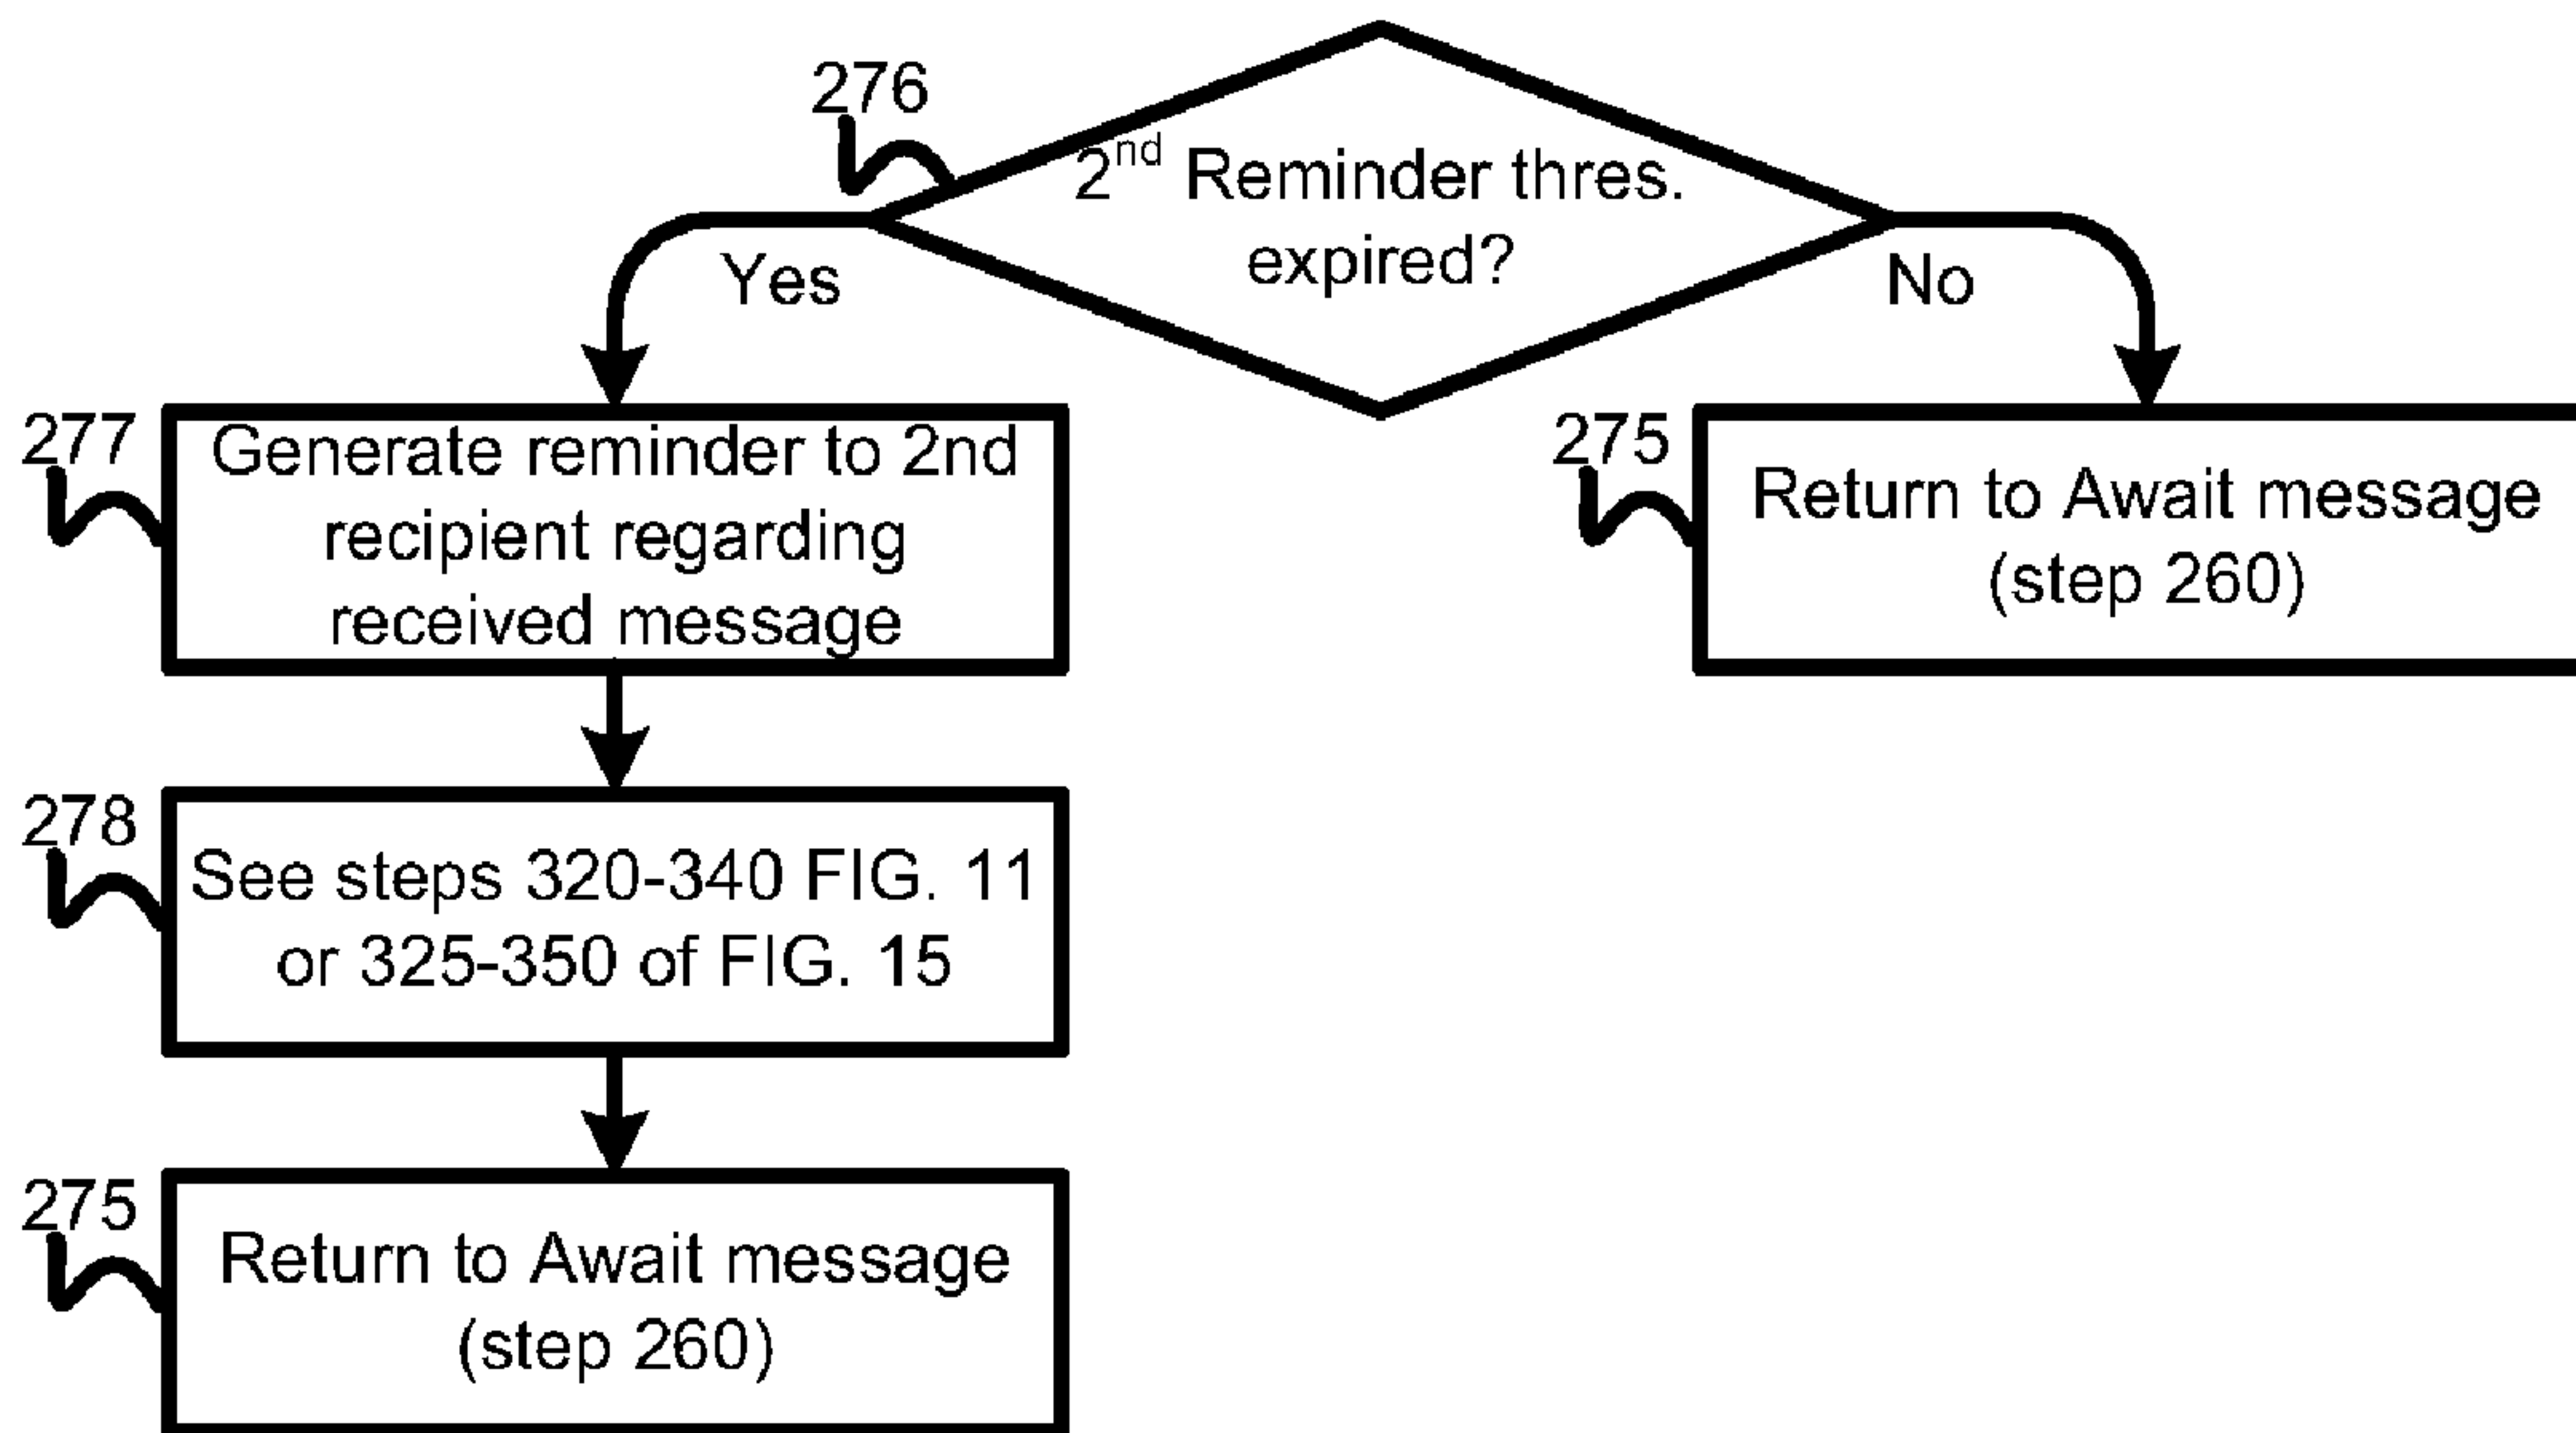 276
2nd Reminder thres.
expired?
Yes
No
277
Generate reminder to 2nd
recipient regarding
received message
275
Return to Await message
(step 260)
278
See steps 320-340 FIG. 11
or 325-350 of FIG. 15
275
Return to Await message
(step 260)